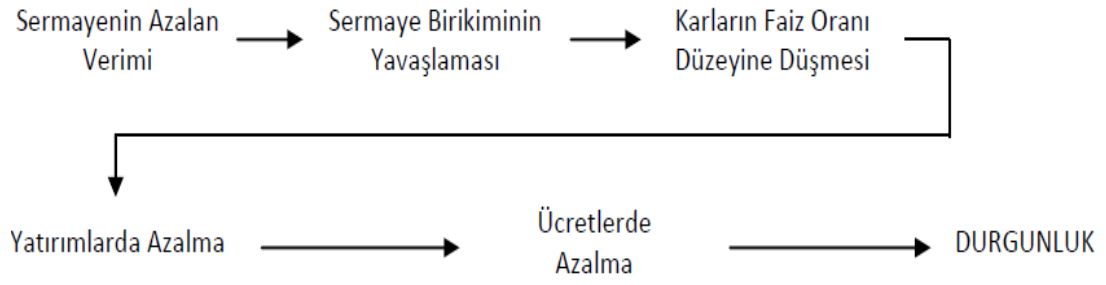 Sermayenin Azalan
Verimi
Sermaye Birikiminin
Yavaşlaması
Karların Faiz Oranı
Düzeyine Düşmesi
Yatırımlarda Azalma
Ücretlerde
Azalma
DURGUNLUK